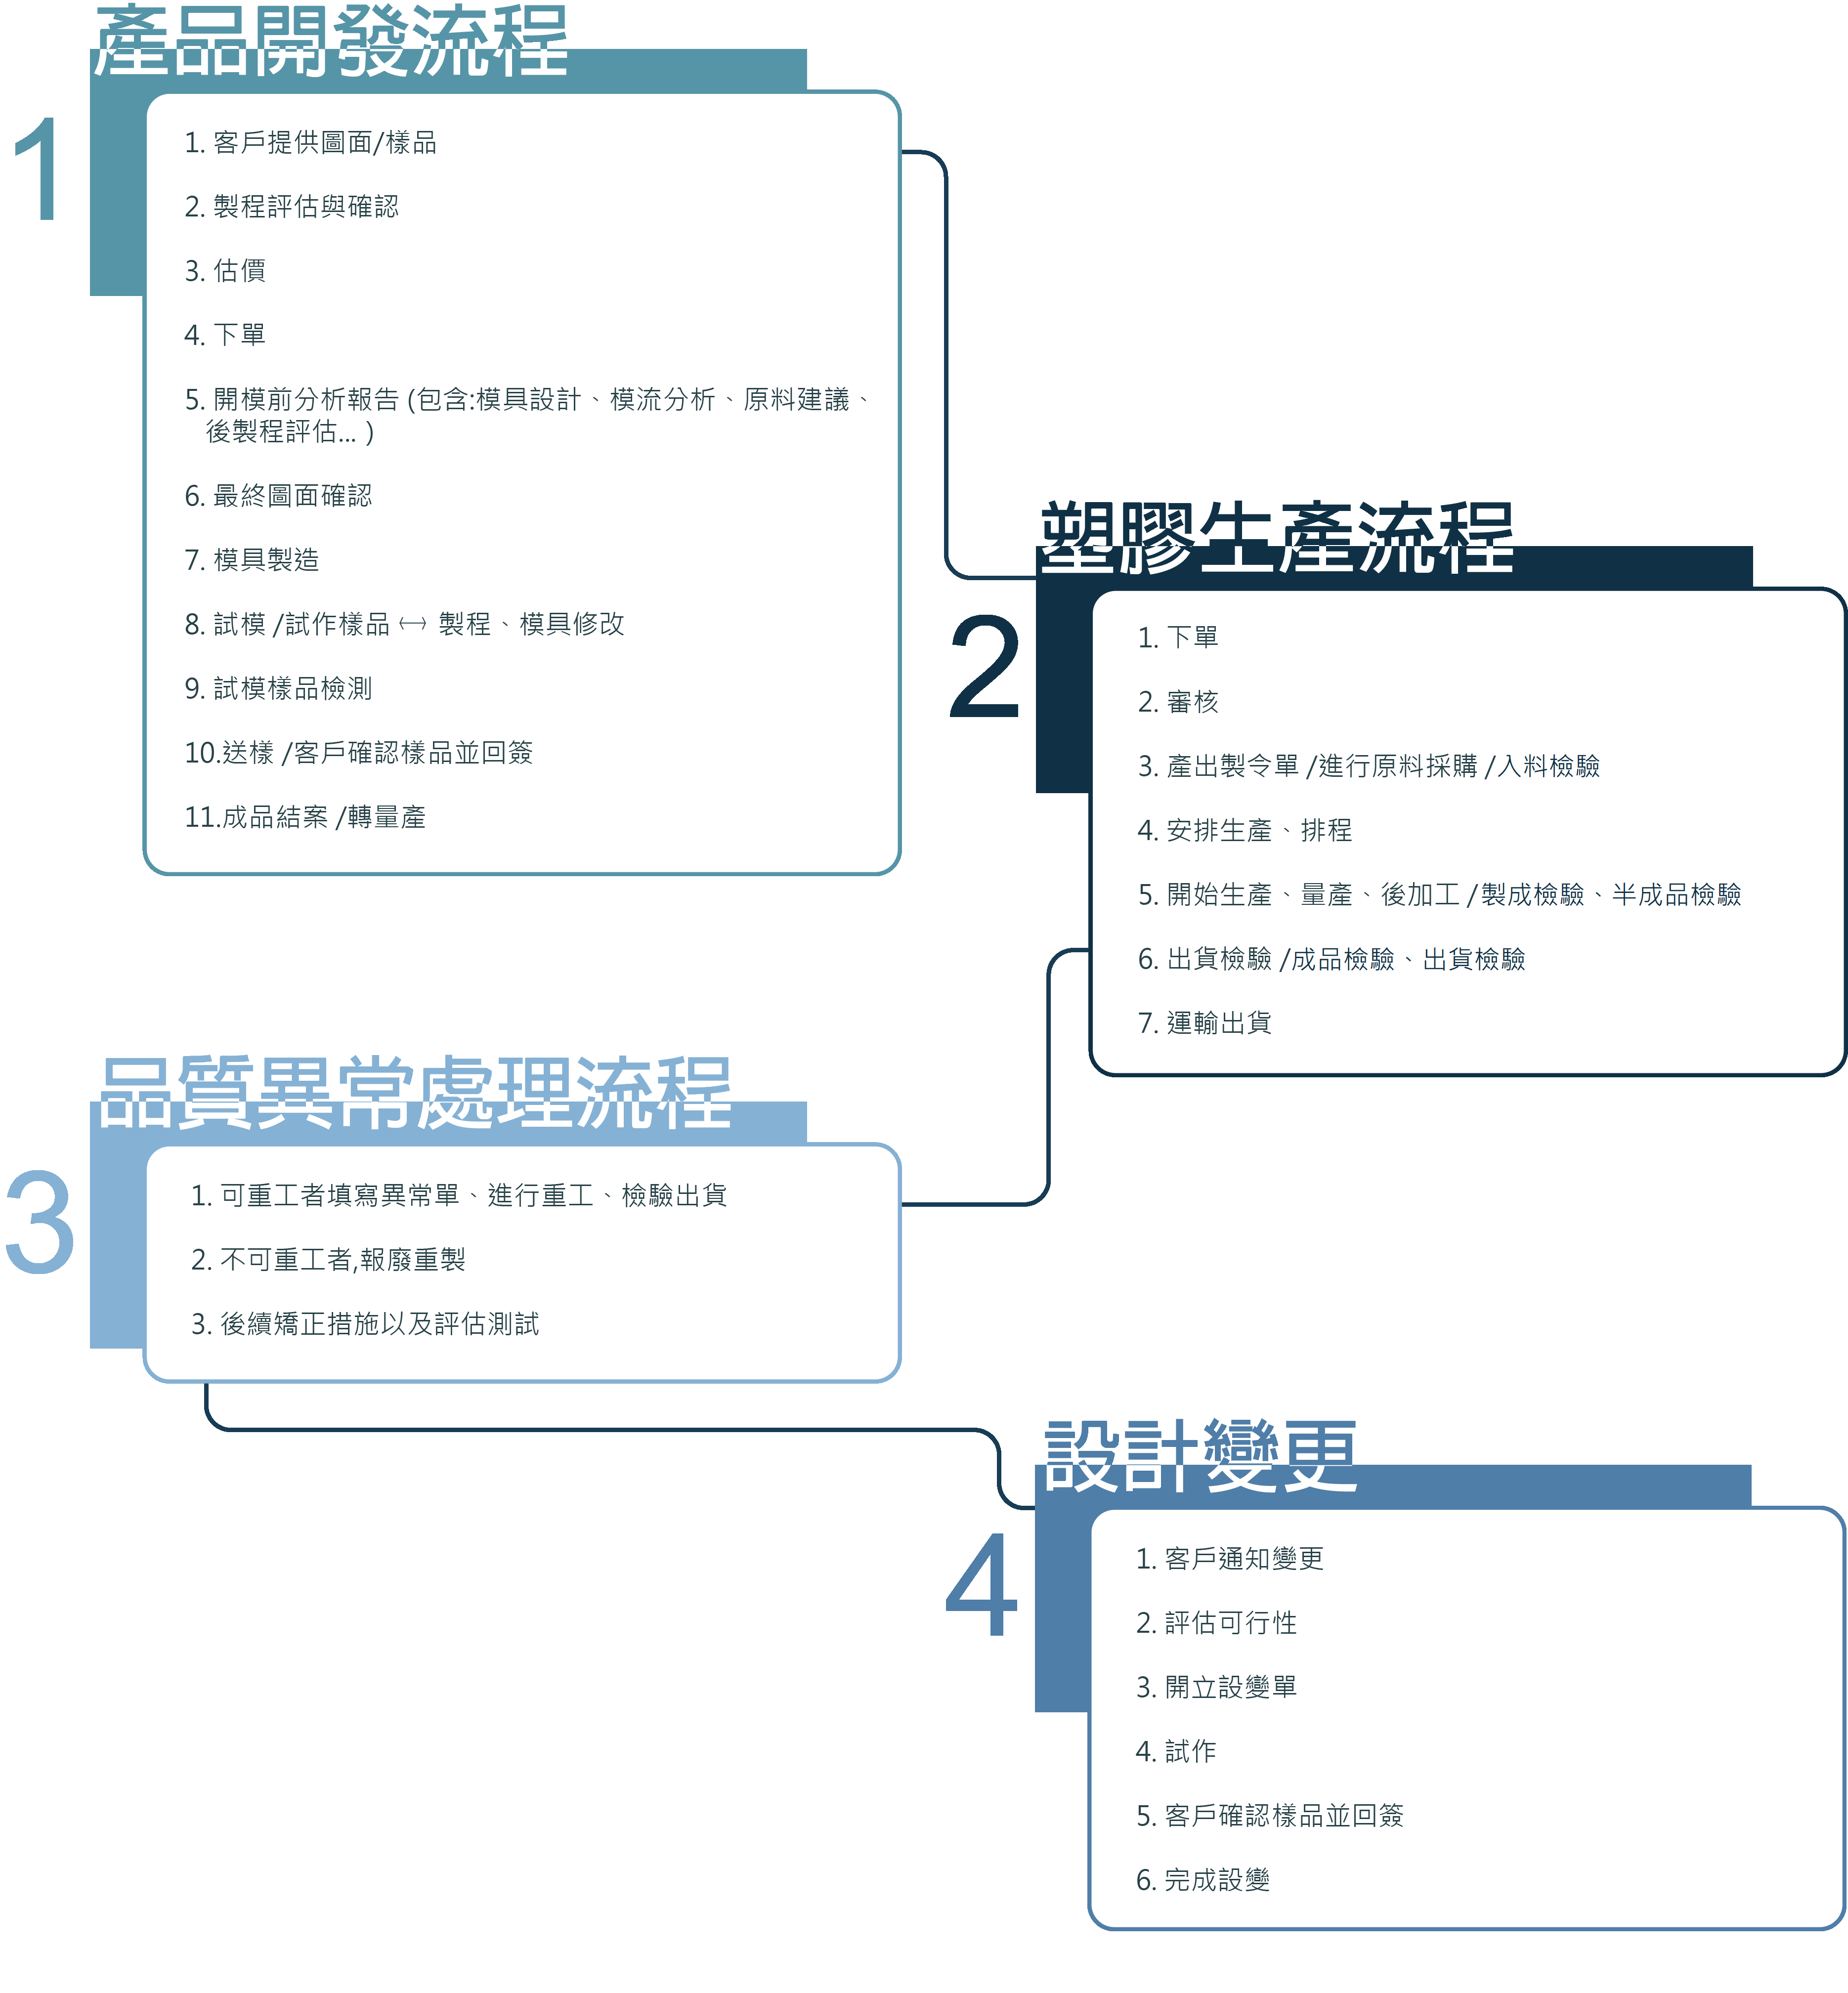 產品開發流程
1
1. 客戶提供圖面/樣品
2. 製程評估與確認
3. 估價
4. 下單
5. 開模前分析報告 (包含:模具設計、模流分析、原料建議、
後製程評估... )
6. 最終圖面確認
7. 模具製造
8. 試模 /試作樣品 ↔ 製程、模具修改
9. 試模樣品檢測
10.送樣 /客戶確認樣品並回簽
11.成品結案 /轉量產
塑膠生產流程
2
1. 下單
2. 審核
3. 產出製令單 /進行原料採購 /入料檢驗
4. 安排生產、排程
5. 開始生產、量產、後加工 /製成檢驗、半成品檢驗
6. 出貨檢驗 /成品檢驗、出貨檢驗
7. 運輸出貨
品質異常處理流程
3
1. 可重工者填寫異常單、進行重工、檢驗出貨
2. 不可重工者,報廢重製
3. 後續矯正措施以及評估測試
設計變更
4
1. 客戶通知變更
2. 評估可行性
3. 開立設變單
4. 試作
5. 客戶確認樣品並回簽
6. 完成設變